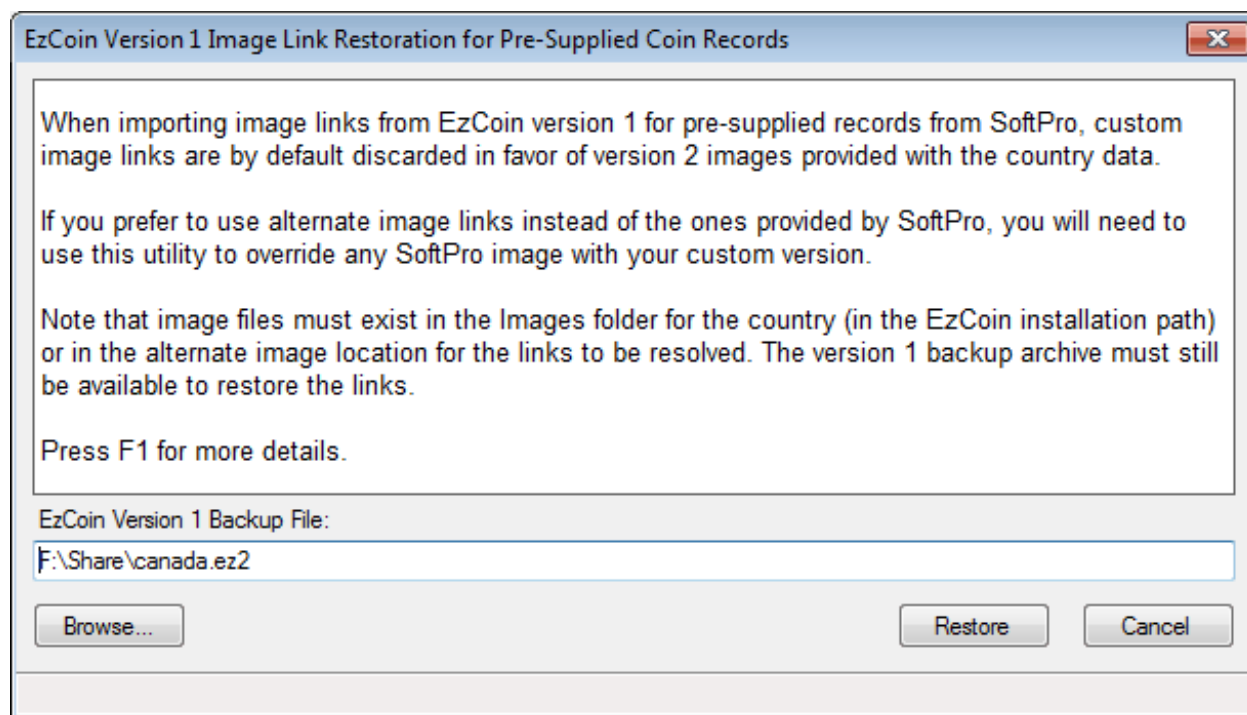 EzCoin Version 1 Image Link Restoration for Pre-Supplied Coin Records
When importing image links from EzCoin version 1 for pre-supplied records from SoftPro, custom
image links are by default discarded in favor of version 2 images provided with the country data.
If you prefer to use alternate image links instead of the ones provided by SoftPro, you will need to
use this utility to override any SoftPro image with your custom version.
Note that image files must exist in the Images folder for the country (in the EzCoin installation path)
or in the alternate image location for the links to be resolved. The version 1 backup archive must still
be available to restore the links.
Press F1 for more details.
EzCoin Version 1 Backup File:
F:\Share\canada.ez2
Browse... Restore Cancel